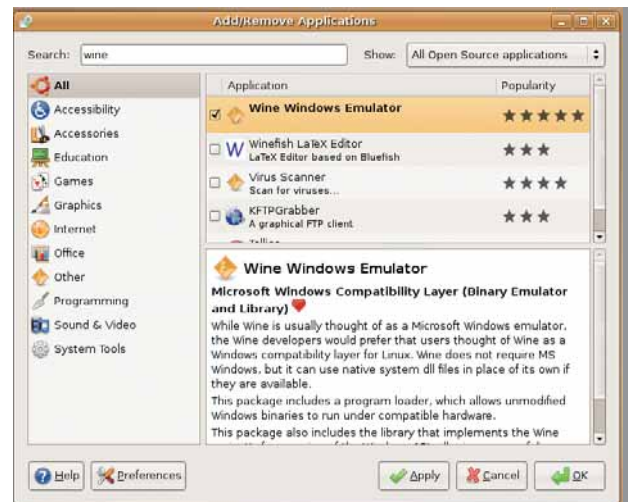 Add/Remove Applications
Search: wine Show: All Open Source applications
All
Accessibility
Accessories
Education
Games
Graphics
Internet
Office
Other
Programming
Sound & Video
System Tools
Application Popularity
Wine Windows Emulator
Winefish LaTeX Editor
LaTeX Editor based on Bluefish
Virus Scanner
Scan for viruses...
KFTPGrabber
A graphical FTP client
Wine Windows Emulator
Microsoft Windows Compatibility Layer (Binary Emulator
and Library)
While Wine is usually thought of as a Microsoft Windows emulator,
the Wine developers would prefer that users thought of Wine as a
Windows compatibility layer for Linux. Wine does not require MS
Windows, but it can use native system dll files in place of its own if
they are available.
This package includes a program loader, which allows unmodified
Windows binaries to run under compatible hardware.
This package also includes the library that implements the Wine
Help Preferences Apply Cancel OK